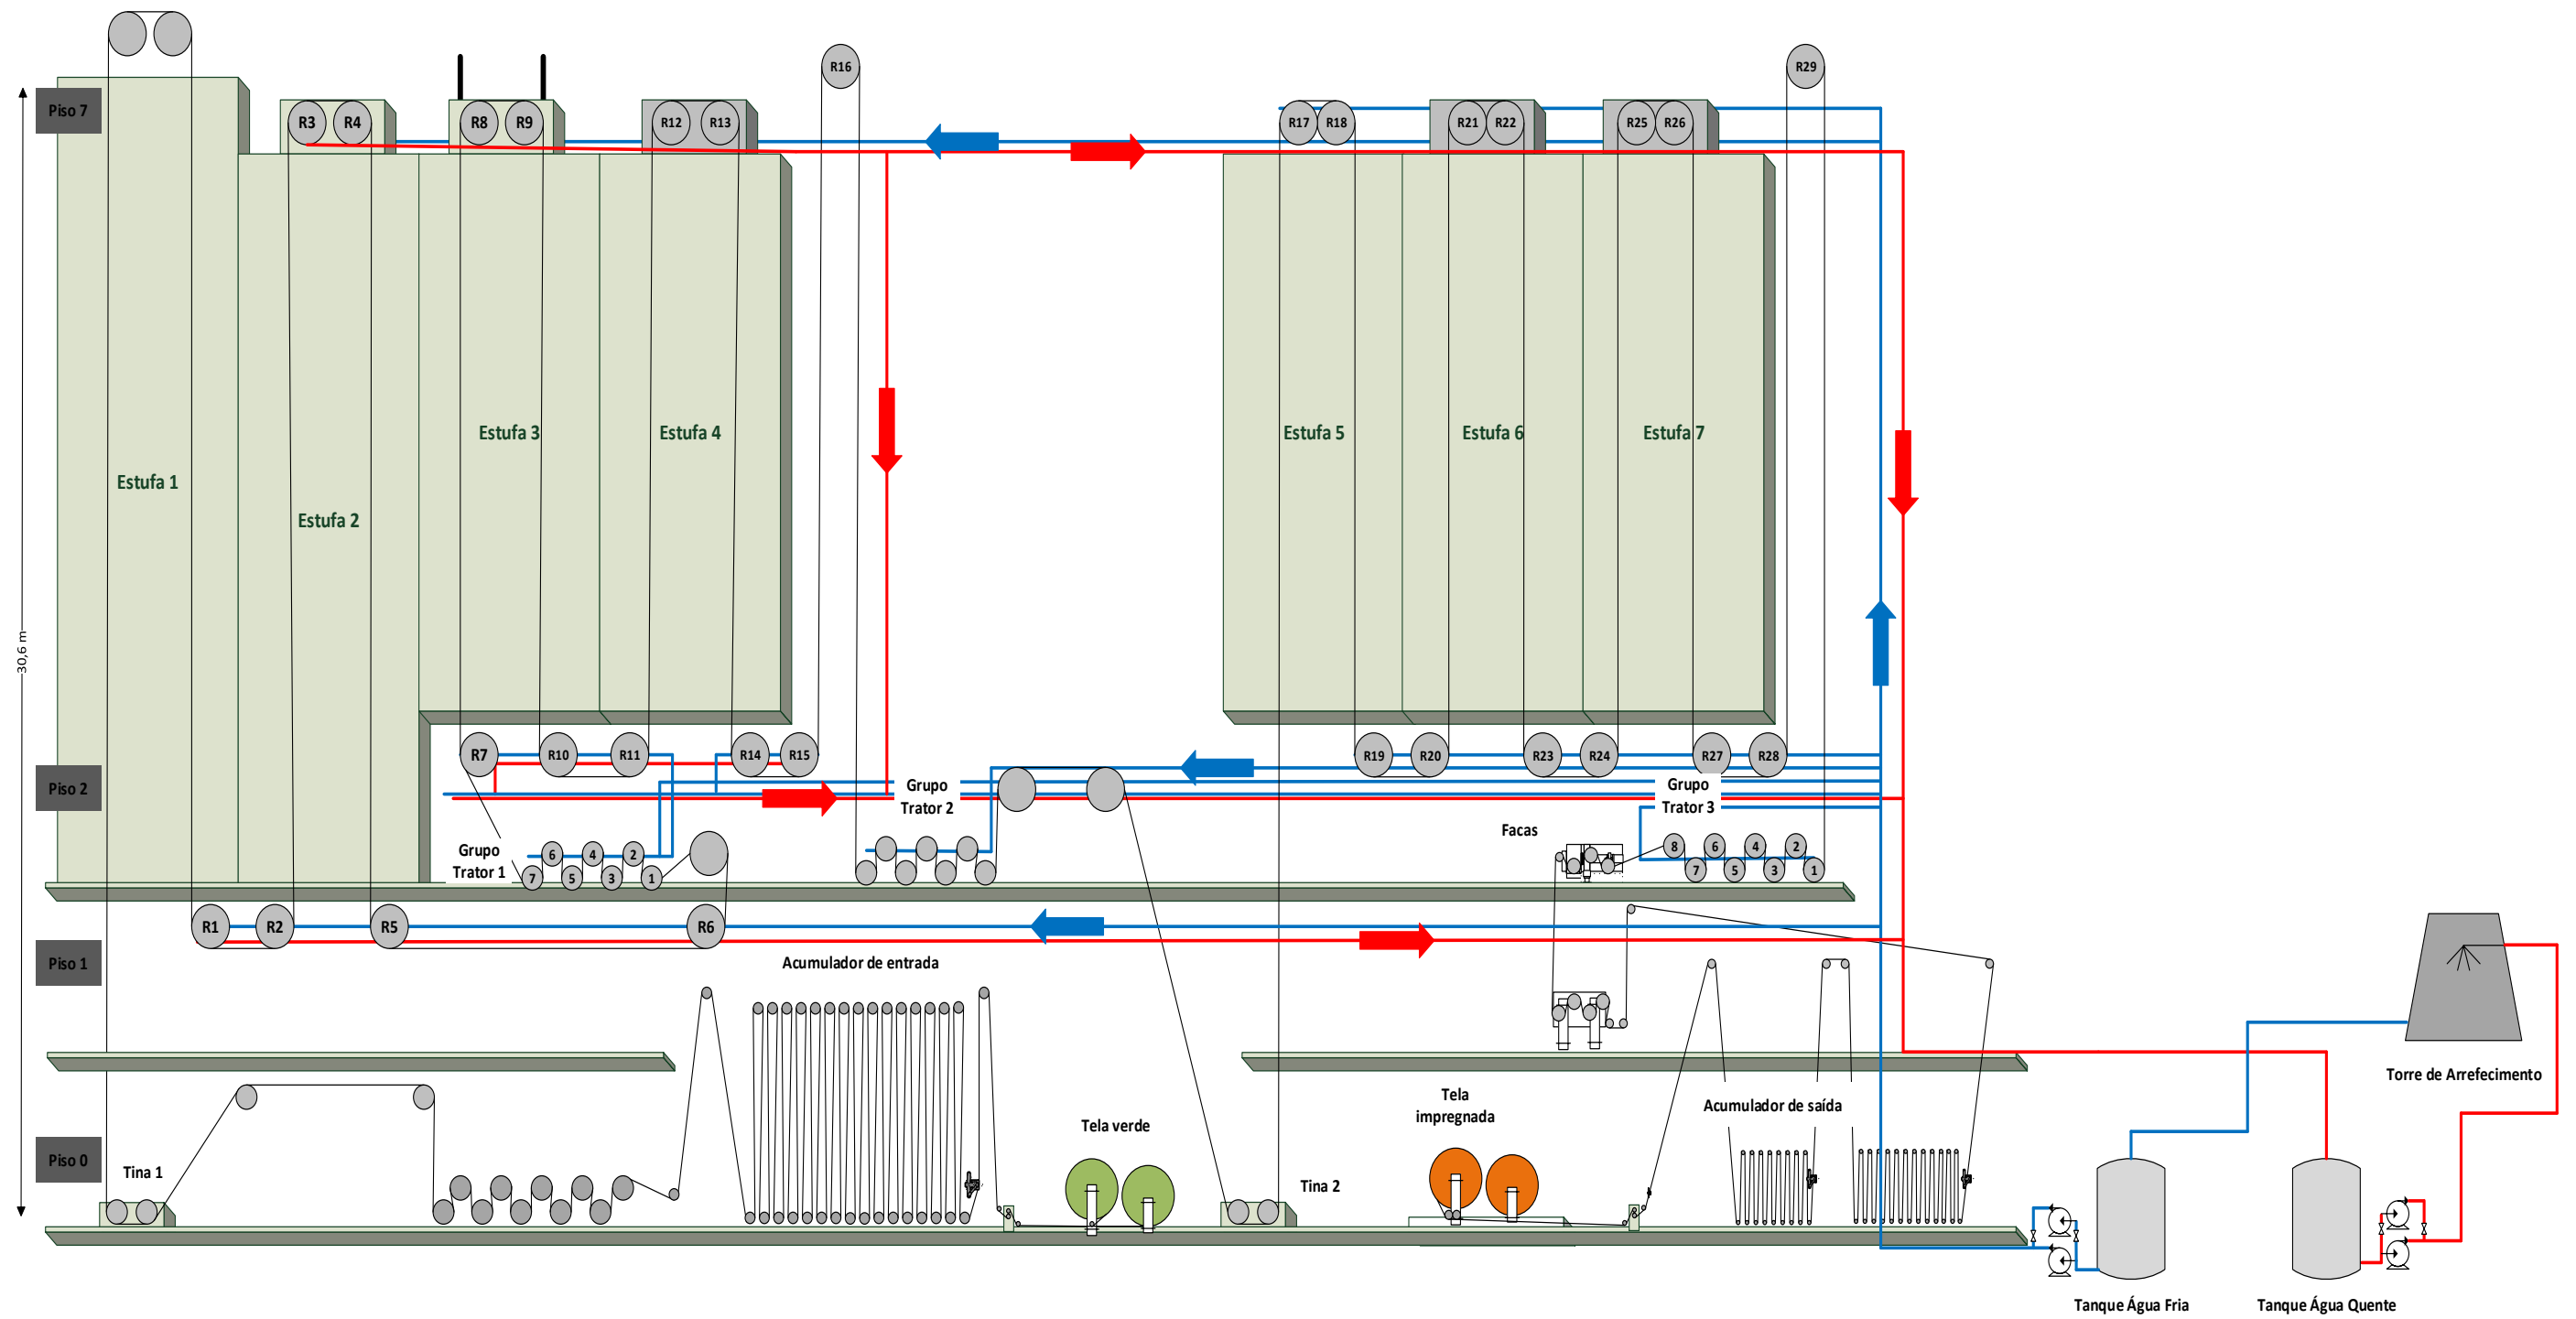 R16
R29
Piso 7
R3
R4
R8
R9
R12
R13
R17
R18
R21
R22
R25
R26
Estufa 3
Estufa 4
Estufa 5
Estufa 6
Estufa 7
Estufa 1
Estufa 2
30,6 m
R7
R10
R11
R14
R15
R19
R20
R23
R24
R27
R28
Piso 2
Grupo
Trator 2
Grupo
Trator 3
Facas
Grupo
Trator 1
6
4
2
7
5
3
1
8
6
4
2
7
5
3
1
R1
R2
R5
R6
Piso 1
Acumulador de entrada
Torre de Arrefecimento
Tela
impregnada
Acumulador de saída
Tela verde
Piso 0
Tina 1
Tina 2
Tanque Água Fria
Tanque Água Quente